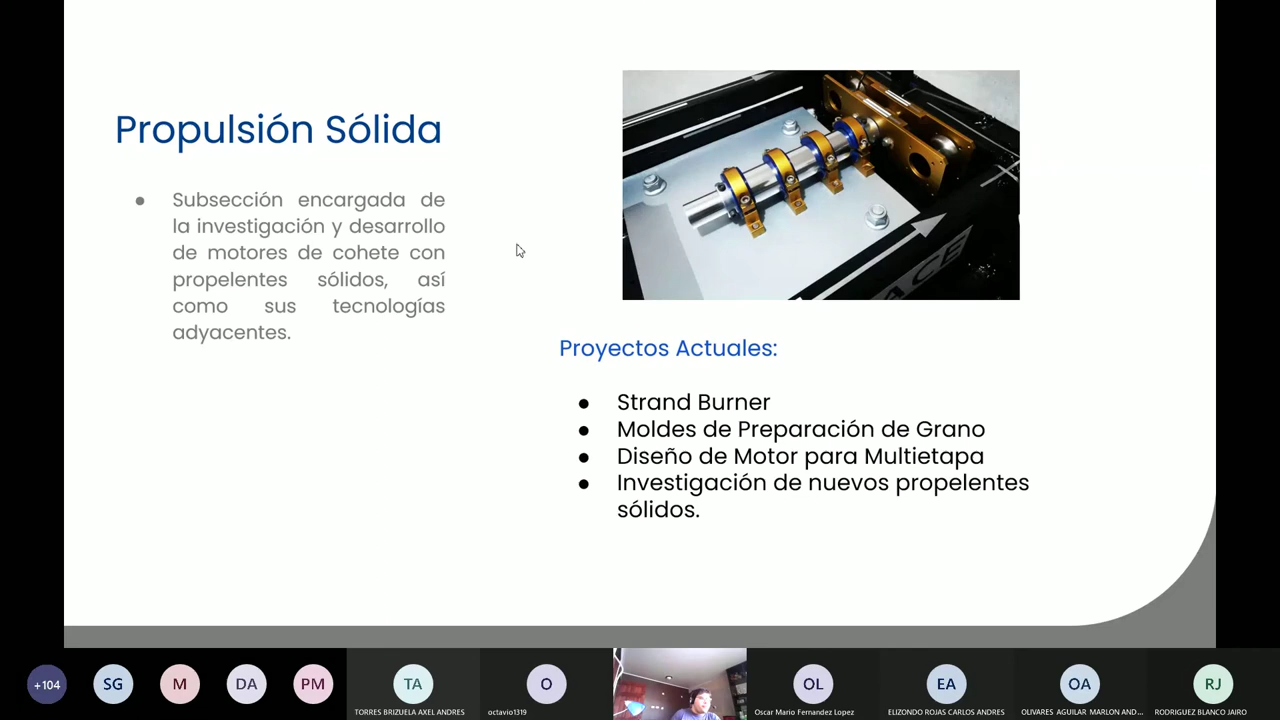 Propulsión Sólida
● Subsección encargada de
la investigación y desarrollo
de motores de cohete con
propelentes sólidos, así
como sus tecnologías
adyacentes.
ACE
Proyectos Actuales:
● Strand Burner
● Moldes de Preparación de Grano
● Diseño de Motor para Multietapa
● Investigación de nuevos propelentes
sólidos.
+104
SG
M
DA
PM
TA
O
OL
EA
OA
RJ
TORRES BRIZUELA AXEL ANDRES
octavio1319
Oscar Mario Fernandez Lopez
ELIZONDO ROJAS CARLOS ANDRES
OLIVARES AGUILAR MARLON AND...
RODRIGUEZ BLANCO JAIRO